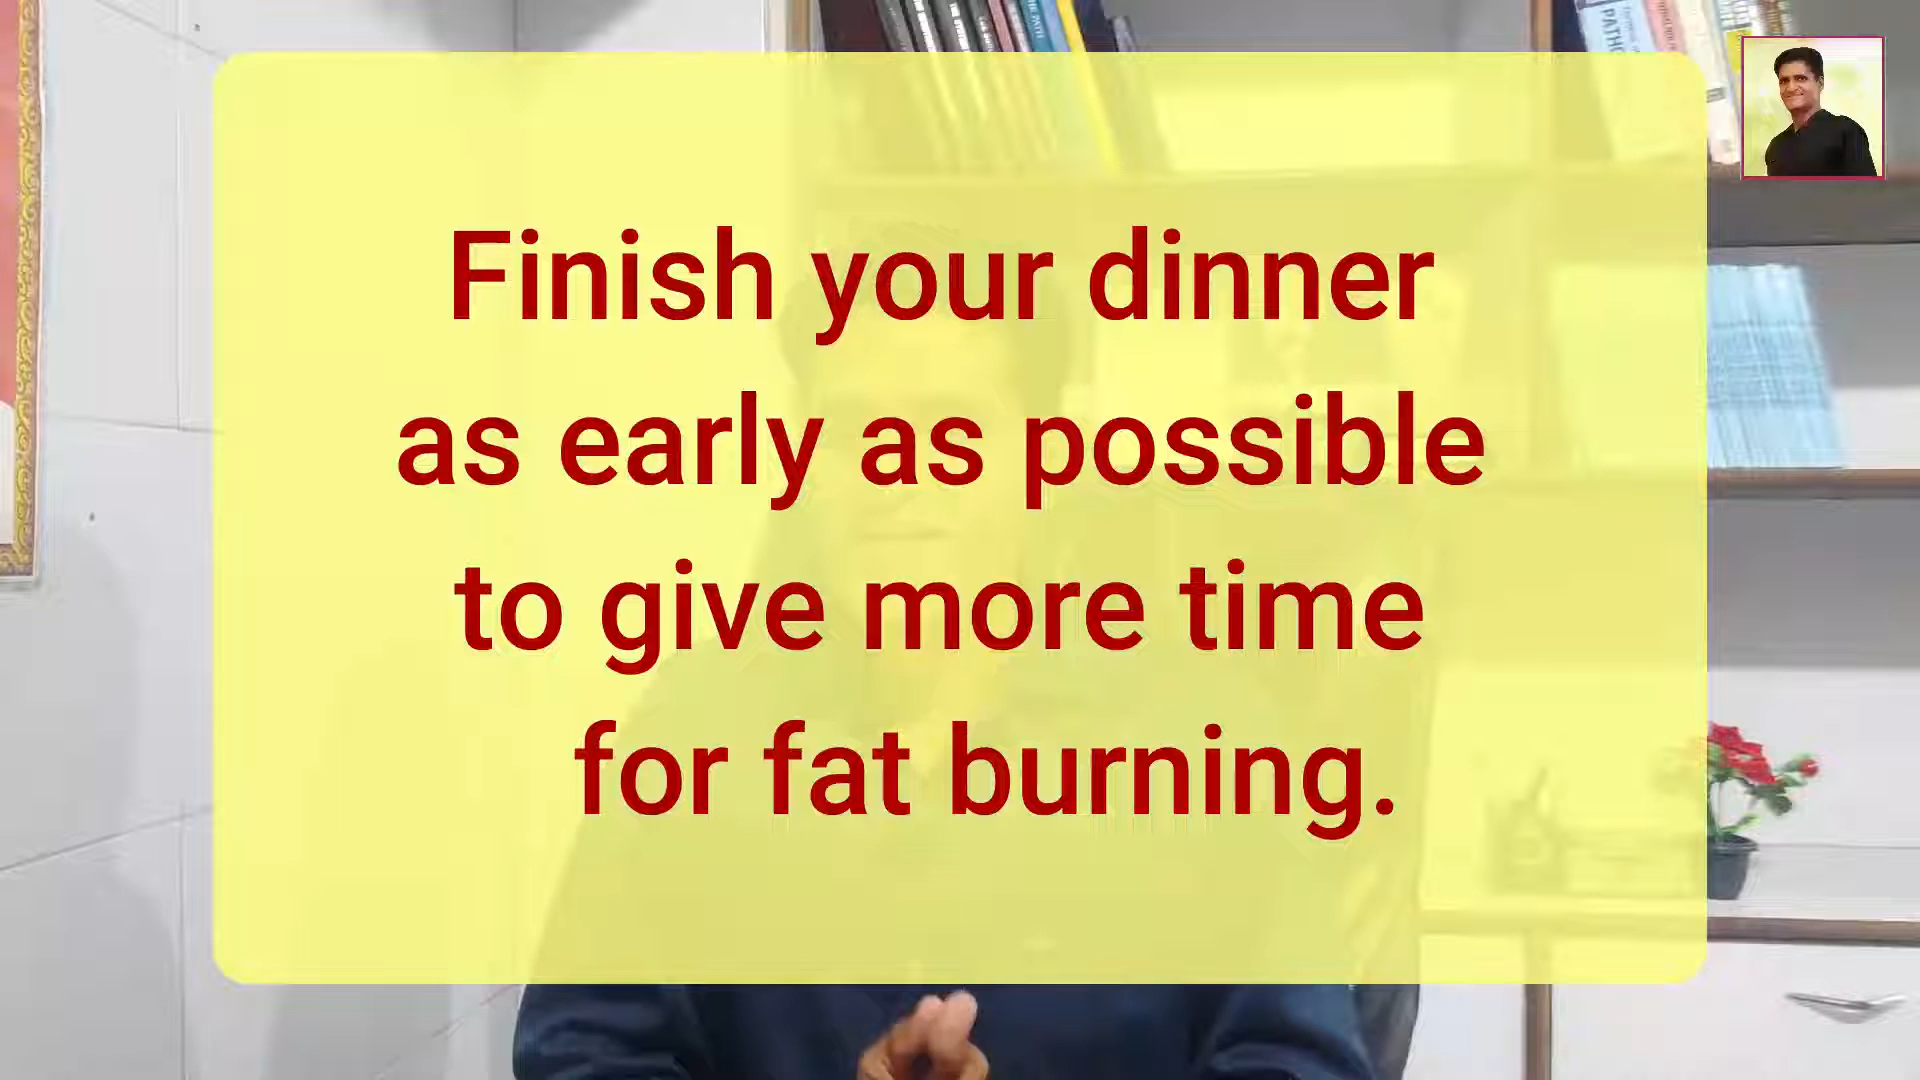 Finish your dinner
as early as possible
to give more time
for fat burning.